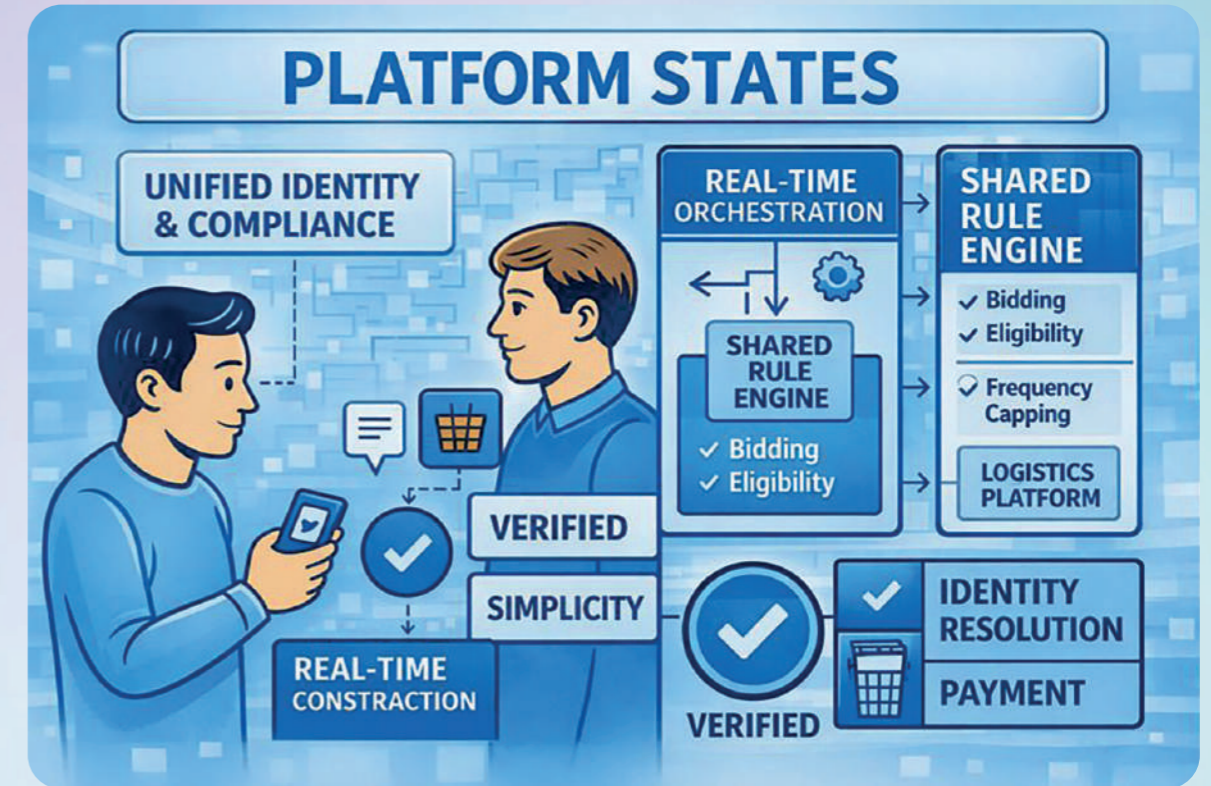 PLATFORM STATES
UNIFIED IDENTITY
& COMPLIANCE
REAL-TIME
ORCHESTRATION
SHARED
RULE
ENGINE
Bidding
Eligibility
SHARED
RULE
ENGINE
Bidding
Eligibility
Frequency
Capping
LOGISTICS
PLATFORM
VERIFIED
SIMPLICITY
REAL-TIME
CONSTRACTION
VERIFIED
IDENTITY
RESOLUTION
PAYMENT